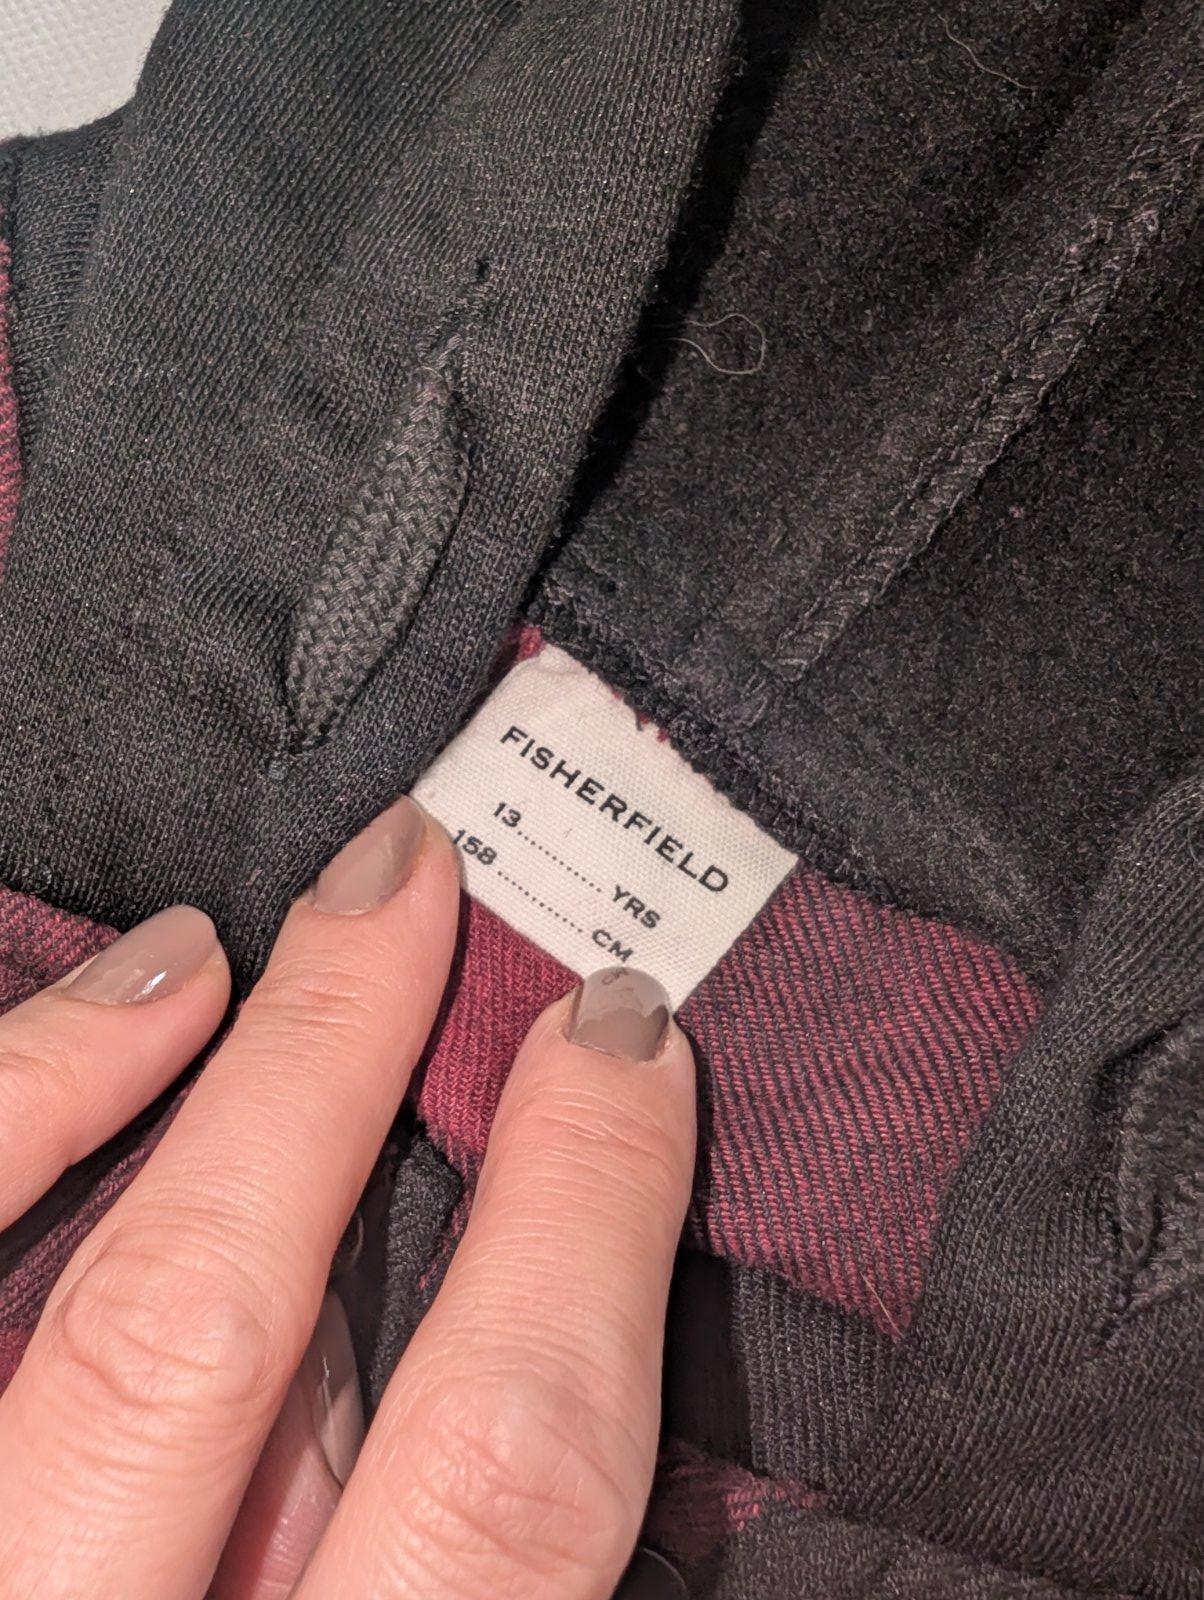 FISHERFIELD
13............ YRS
158 ............ CM